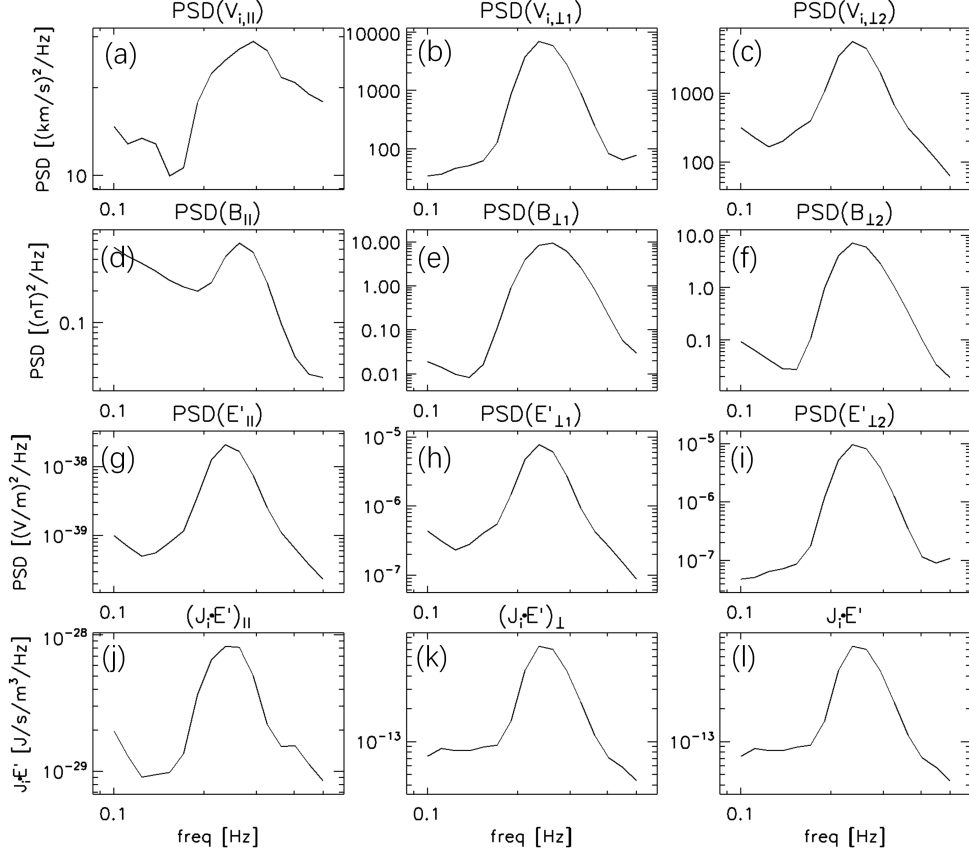 PSD(V_i,||) PSD(V_i,⊥1) PSD(V_i,⊥2)
PSD [(km/s)²/Hz]
(a)
10
0.1
(b)
10000
1000
100
(c)
1000
100
0.1
0.1
PSD(B_||) PSD(B_⊥1) PSD(B_⊥2)
PSD [(nT)²/Hz]
(d)
0.1
0.1
(e)
10.00
1.00
0.10
0.01
0.1
(f)
10.0
1.0
0.1
0.1
PSD(E'_||) PSD(E'_⊥1) PSD(E'_⊥2)
PSD [(V/m)²/Hz]
(g)
10⁻³⁸
10⁻³⁹
0.1
(h)
10⁻⁵
10⁻⁶
10⁻⁷
0.1
(i)
10⁻⁵
10⁻⁶
10⁻⁷
0.1
(J_i•E')_|| (J_i•E')_⊥ J_i•E'
J_i•E' [J/s/m³/Hz]
(j)
10⁻²⁸
10⁻²⁹
0.1
(k)
10⁻¹³
0.1
(l)
10⁻¹³
0.1
freq [Hz] freq [Hz] freq [Hz]